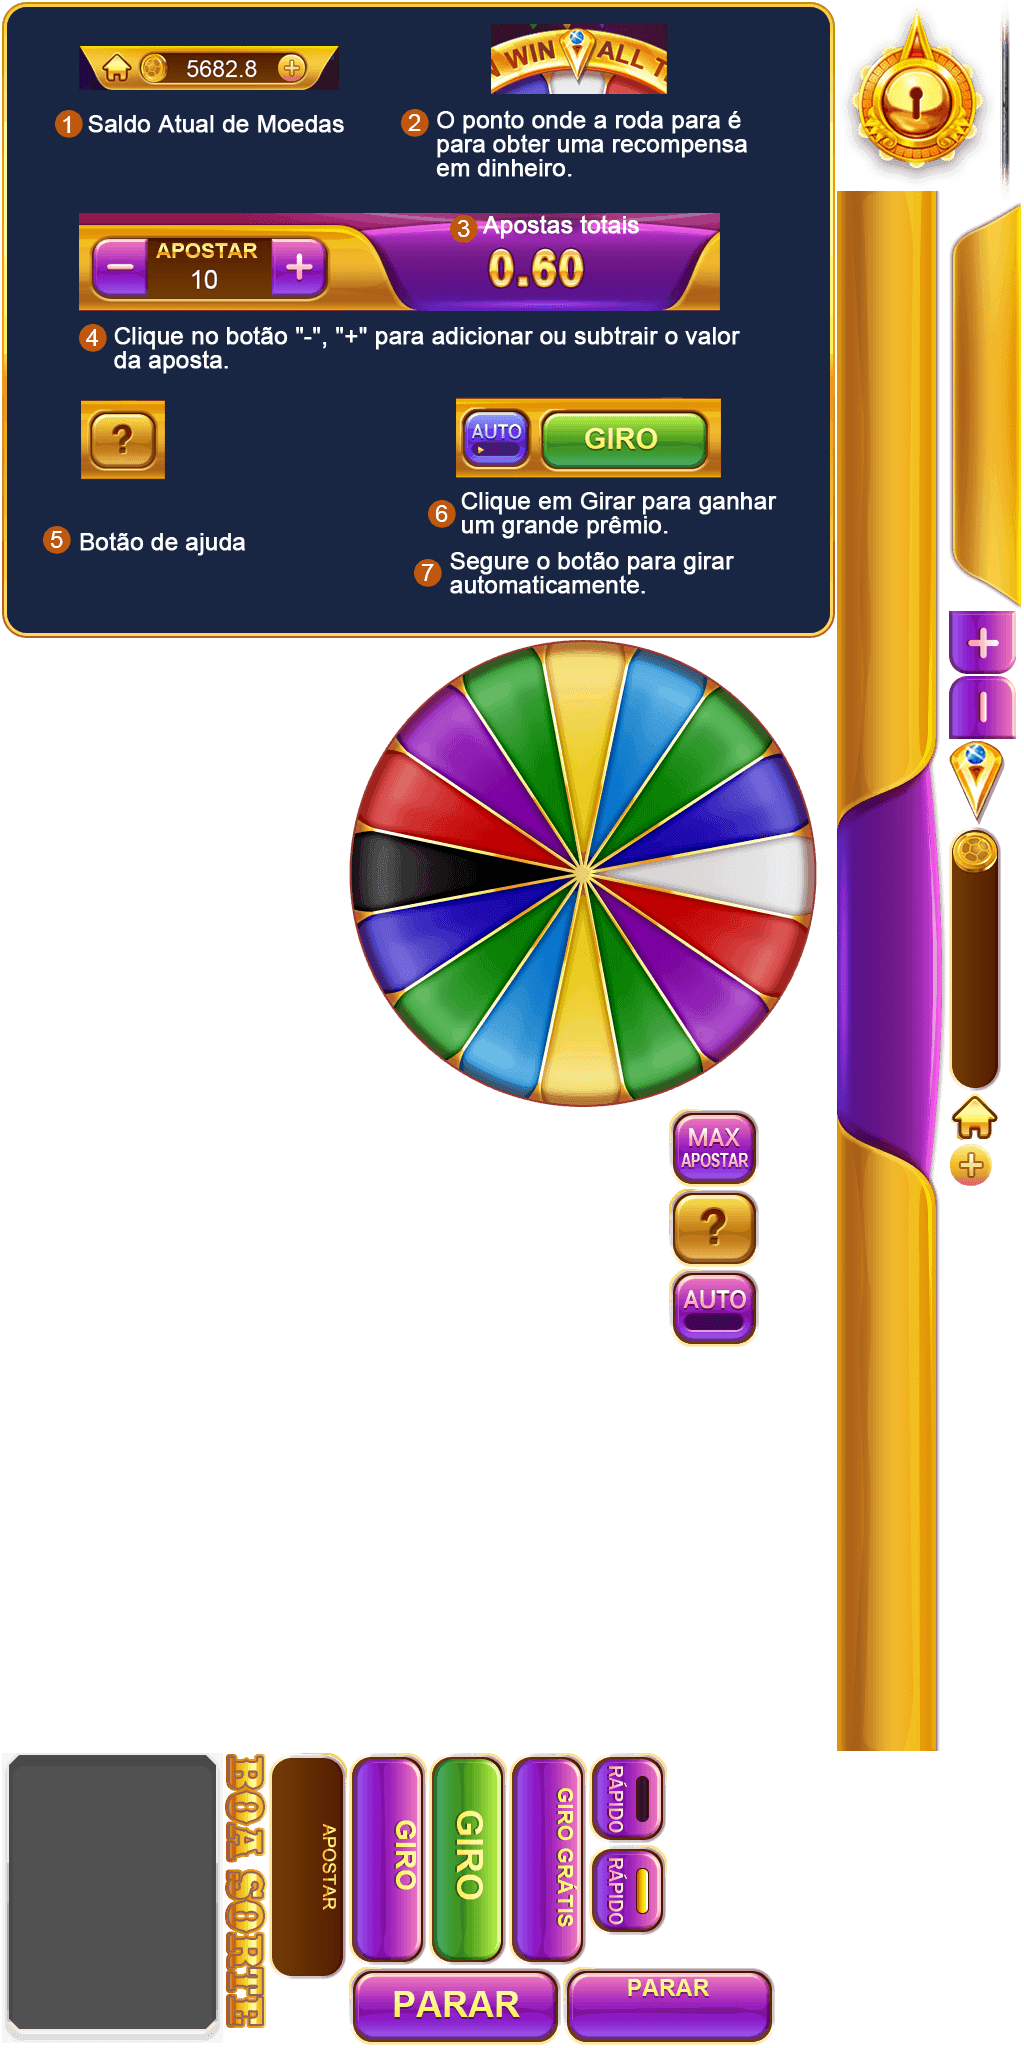 5682.8
WIN ALL T
1 Saldo Atual de Moedas
2 O ponto onde a roda para é
para obter uma recompensa
em dinheiro.
3 Apostas totais
APOSTAR
10
0.60
4 Clique no botão "-", "+" para adicionar ou subtrair o valor
da aposta.
?
AUTO
GIRO
5 Botão de ajuda
6 Clique em Girar para ganhar
um grande prêmio.
7 Segure o botão para girar
automaticamente.
MAX
APOSTAR
?
AUTO
BOA SORTE
APOSTAR
GIRO
GIRO
GIRO GRÁTIS
RÁPIDO
RÁPIDO
PARAR
PARAR